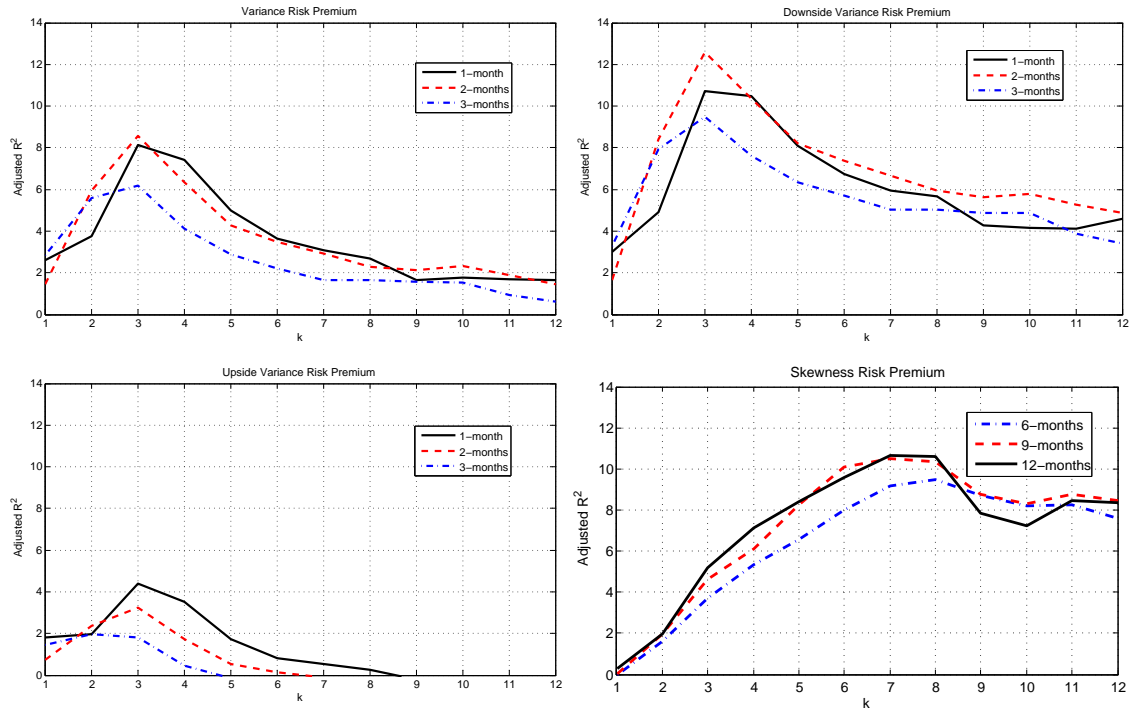 Variance Risk Premium
14
12
10
8
6
4
2
0
Adjusted R²
1 2 3 4 5 6 7 8 9 10 11 12
k
1−month
2−months
3−months
Downside Variance Risk Premium
14
12
10
8
6
4
2
0
Adjusted R²
1 2 3 4 5 6 7 8 9 10 11 12
k
1−month
2−months
3−months
Upside Variance Risk Premium
14
12
10
8
6
4
2
0
Adjusted R²
1 2 3 4 5 6 7 8 9 10 11 12
k
1−month
2−months
3−months
Skewness Risk Premium
14
12
10
8
6
4
2
0
Adjusted R²
1 2 3 4 5 6 7 8 9 10 11 12
k
6−months
9−months
12−months